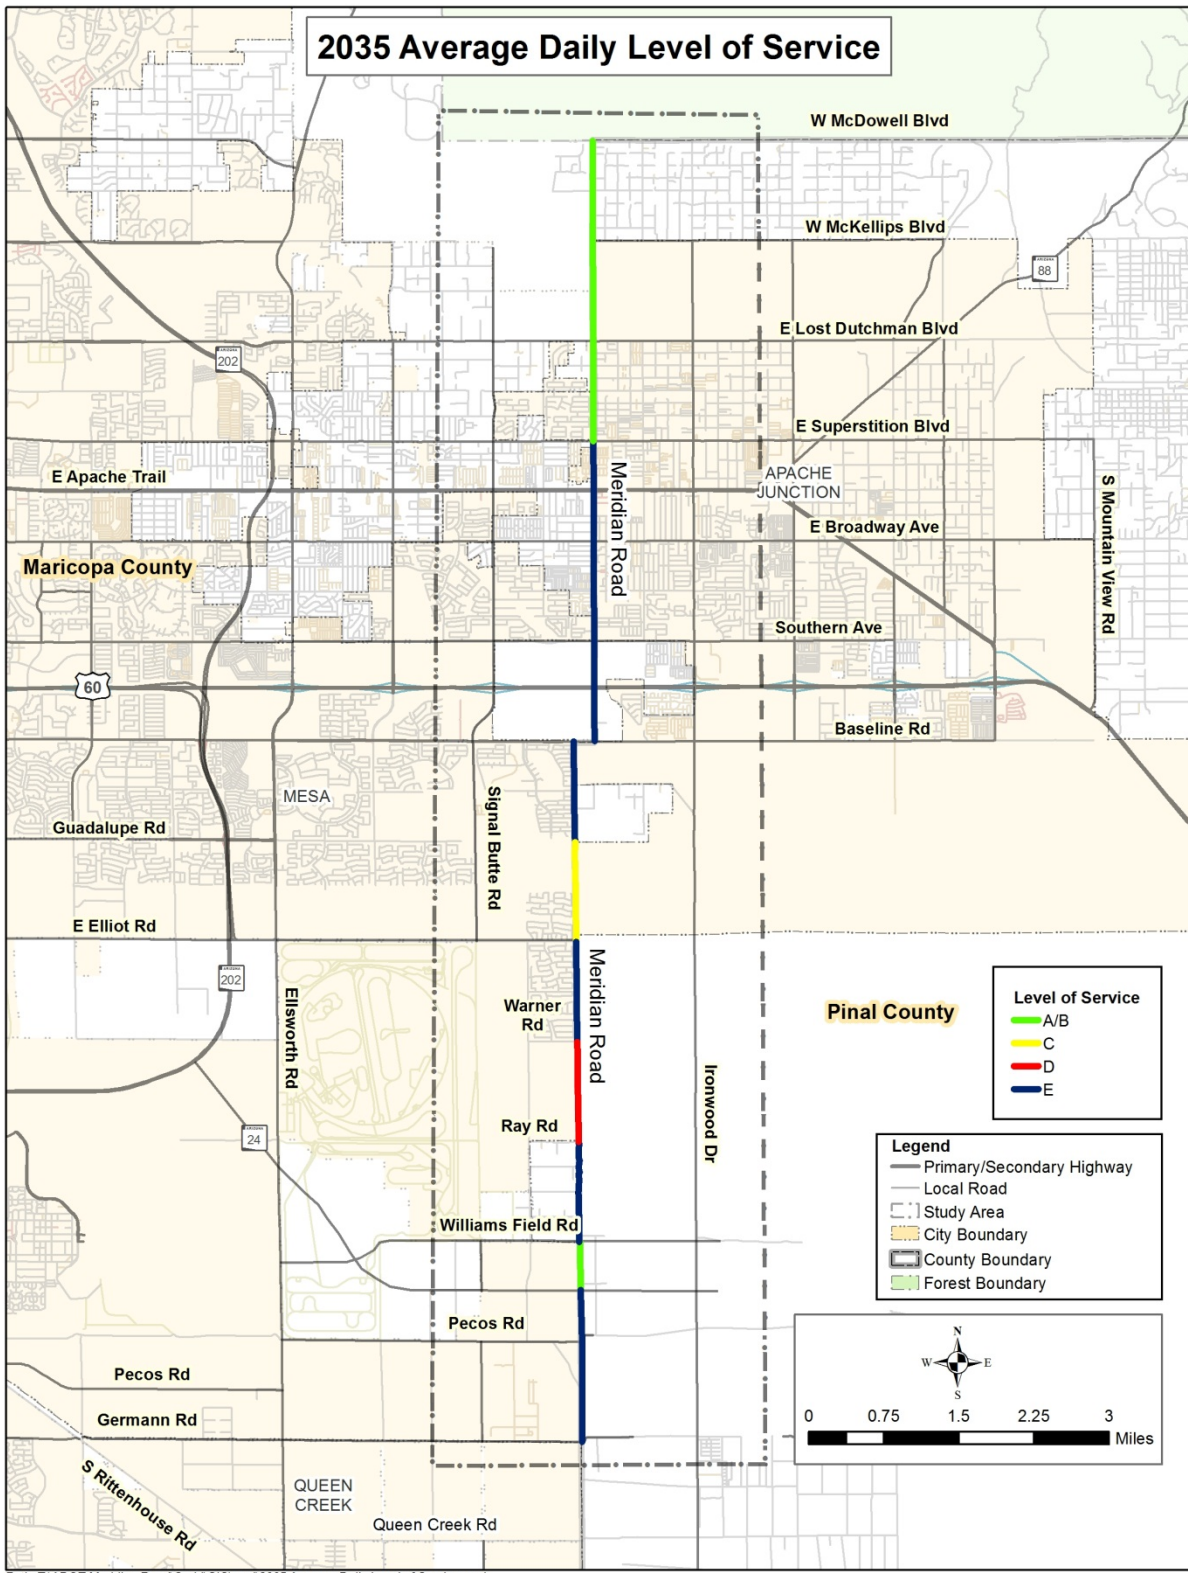 2035 Average Daily Level of Service
W McDowell Blvd
W McKellips Blvd
ARIZONA
88
E Lost Dutchman Blvd
ARIZONA
202
E Superstition Blvd
E Apache Trail
APACHE
JUNCTION
Meridian Road
S Mountain View Rd
E Broadway Ave
Maricopa County
Southern Ave
60
Baseline Rd
MESA
Signal Butte Rd
Guadalupe Rd
E Elliot Rd
ARIZONA
202
Ellsworth Rd
Warner
Rd
Meridian Road
Pinal County
Level of Service
A/B
C
D
E
Ironwood Dr
Ray Rd
ARIZONA
24
Legend
Primary/Secondary Highway
Local Road
Study Area
City Boundary
County Boundary
Forest Boundary
Williams Field Rd
Pecos Rd
N
W E
S
Pecos Rd
Germann Rd
0 0.75 1.5 2.25 3
Miles
S Rittenhouse Rd
QUEEN
CREEK
Queen Creek Rd